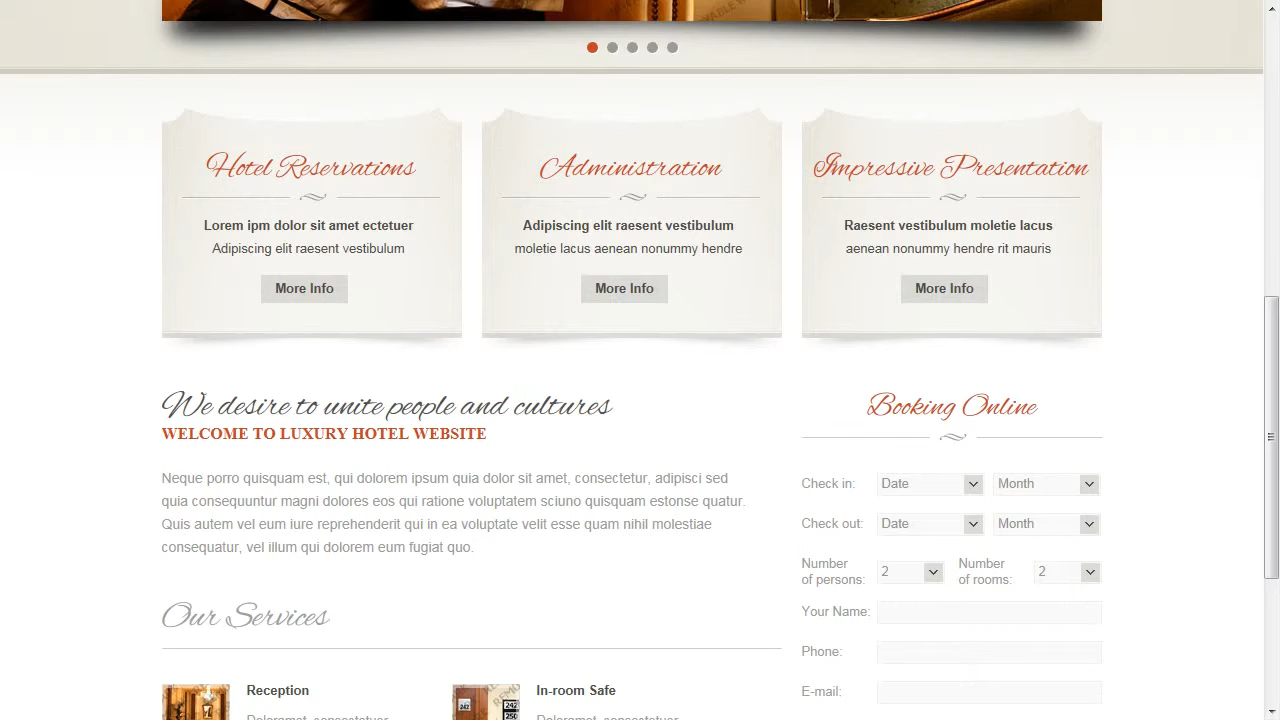 Hotel Reservations
Lorem ipm dolor sit amet ectetuer
Adipiscing elit raesent vestibulum
More Info
Administration
Adipiscing elit raesent vestibulum
moletie lacus aenean nonummy hendre
More Info
Impressive Presentation
Raesent vestibulum moletie lacus
aenean nonummy hendre rit mauris
More Info
We desire to unite people and cultures
WELCOME TO LUXURY HOTEL WEBSITE
Neque porro quisquam est, qui dolorem ipsum quia dolor sit amet, consectetur, adipisci sed
quia consequuntur magni dolores eos qui ratione voluptatem sciuno quisquam estonse quatur.
Quis autem vel eum iure reprehenderit qui in ea voluptate velit esse quam nihil molestiae
consequatur, vel illum qui dolorem eum fugiat quo.
Our Services
Reception
In-room Safe
242
242
250
Booking Online
Check in: Date Month
Check out: Date Month
Number
of persons: 2
Number
of rooms: 2
Your Name:
Phone:
E-mail: